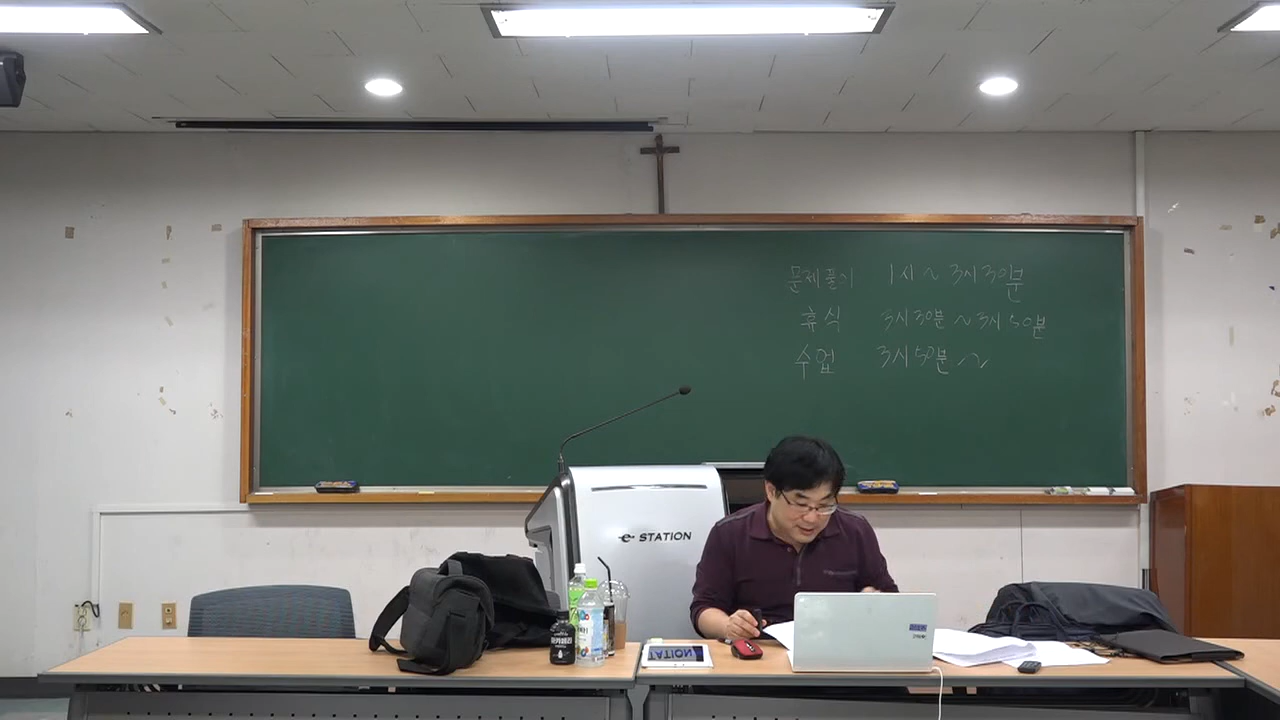 문제풀이 1시 ~ 3시30분
휴식 3시30분 ~ 3시50분
수업 3시50분 ~
e- STATION
STATION